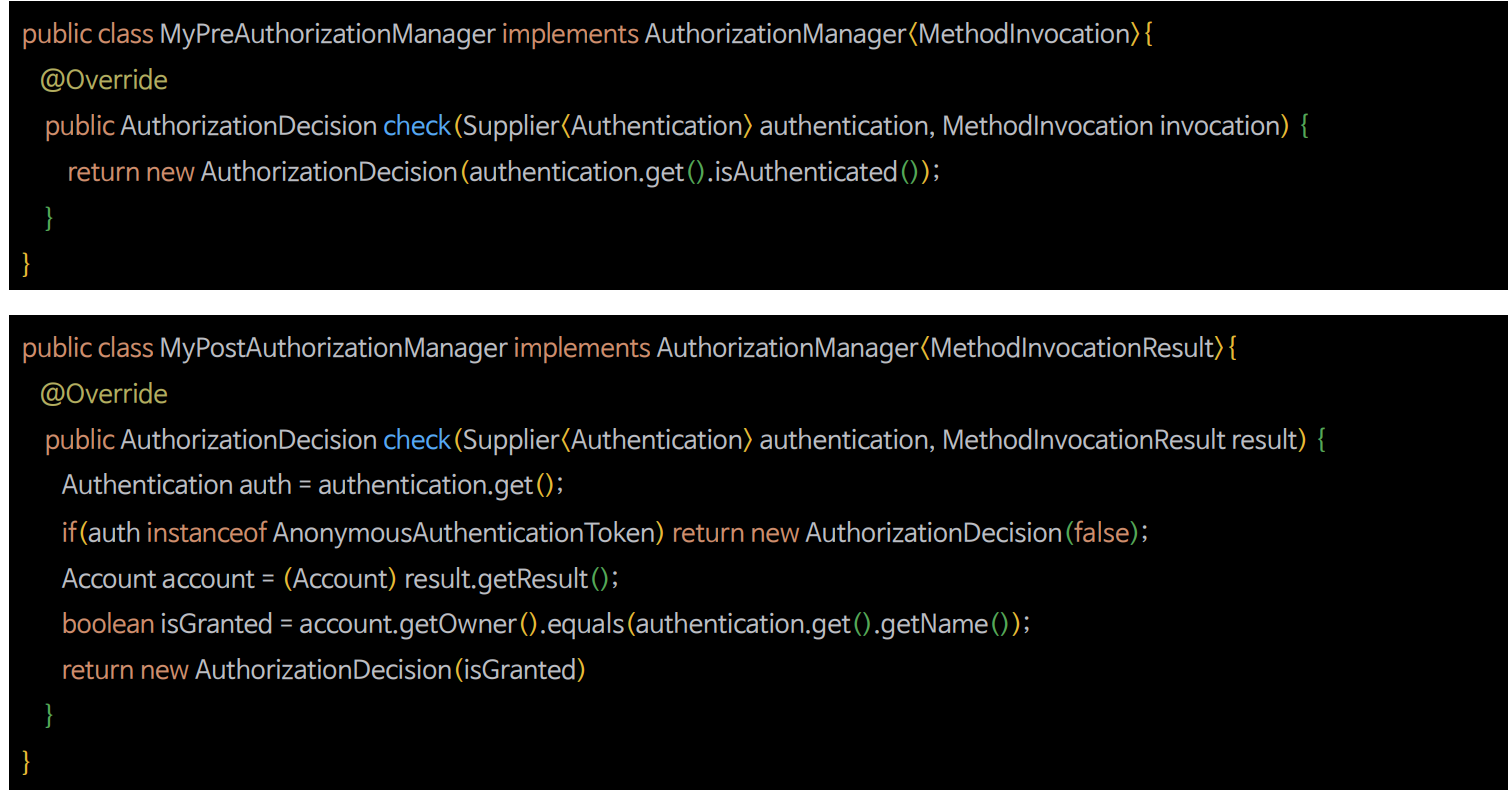 public class MyPreAuthorizationManager implements AuthorizationManager〈MethodInvocation〉{
@Override
public AuthorizationDecision check(Supplier〈Authentication〉 authentication, MethodInvocation invocation) {
return new AuthorizationDecision(authentication.get().isAuthenticated());
}
}
public class MyPostAuthorizationManager implements AuthorizationManager〈MethodInvocationResult〉{
@Override
public AuthorizationDecision check(Supplier〈Authentication〉 authentication, MethodInvocationResult result) {
Authentication auth = authentication.get();
if(auth instanceof AnonymousAuthenticationToken) return new AuthorizationDecision(false);
Account account = (Account) result.getResult();
boolean isGranted = account.getOwner().equals(authentication.get().getName());
return new AuthorizationDecision(isGranted)
}
}